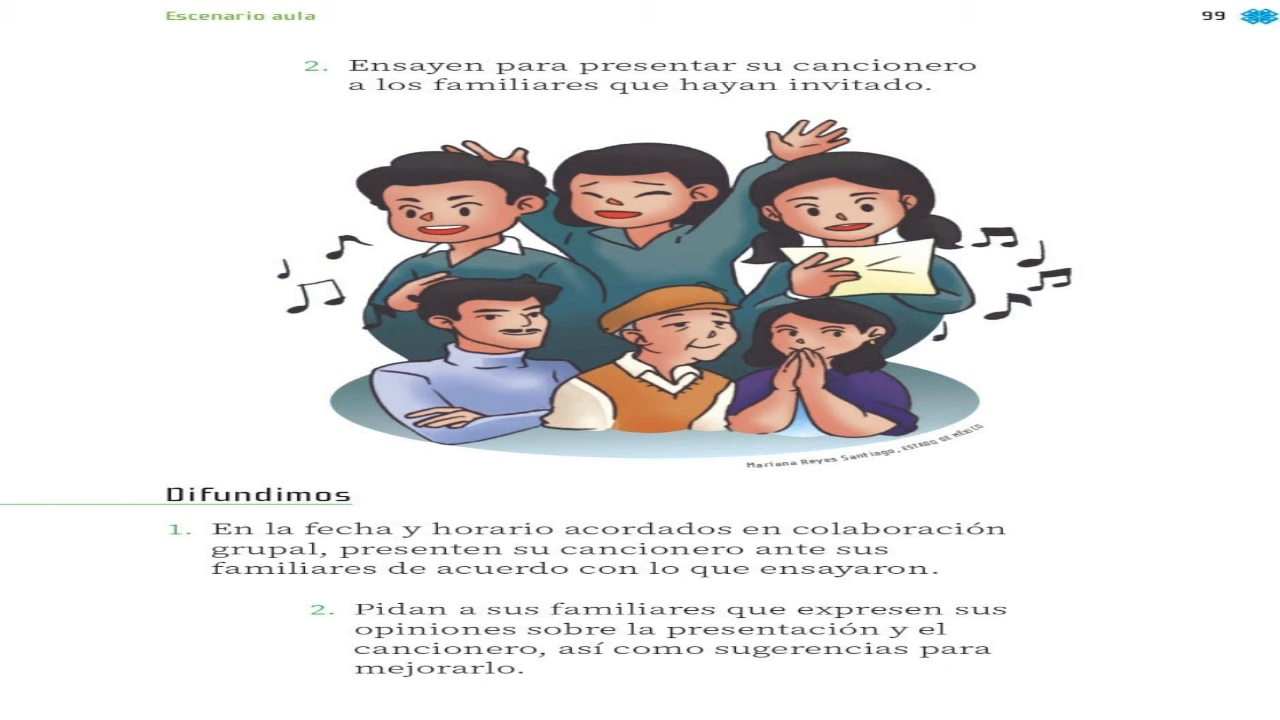 Escenario aula
99
2. Ensayen para presentar su cancionero
a los familiares que hayan invitado.
Mariana Reyes Santiago, ESTADO DE MÉXICO
Difundimos
1. En la fecha y horario acordados en colaboración
grupal, presenten su cancionero ante sus
familiares de acuerdo con lo que ensayaron.
2. Pidan a sus familiares que expresen sus
opiniones sobre la presentación y el
cancionero, así como sugerencias para
mejorarlo.